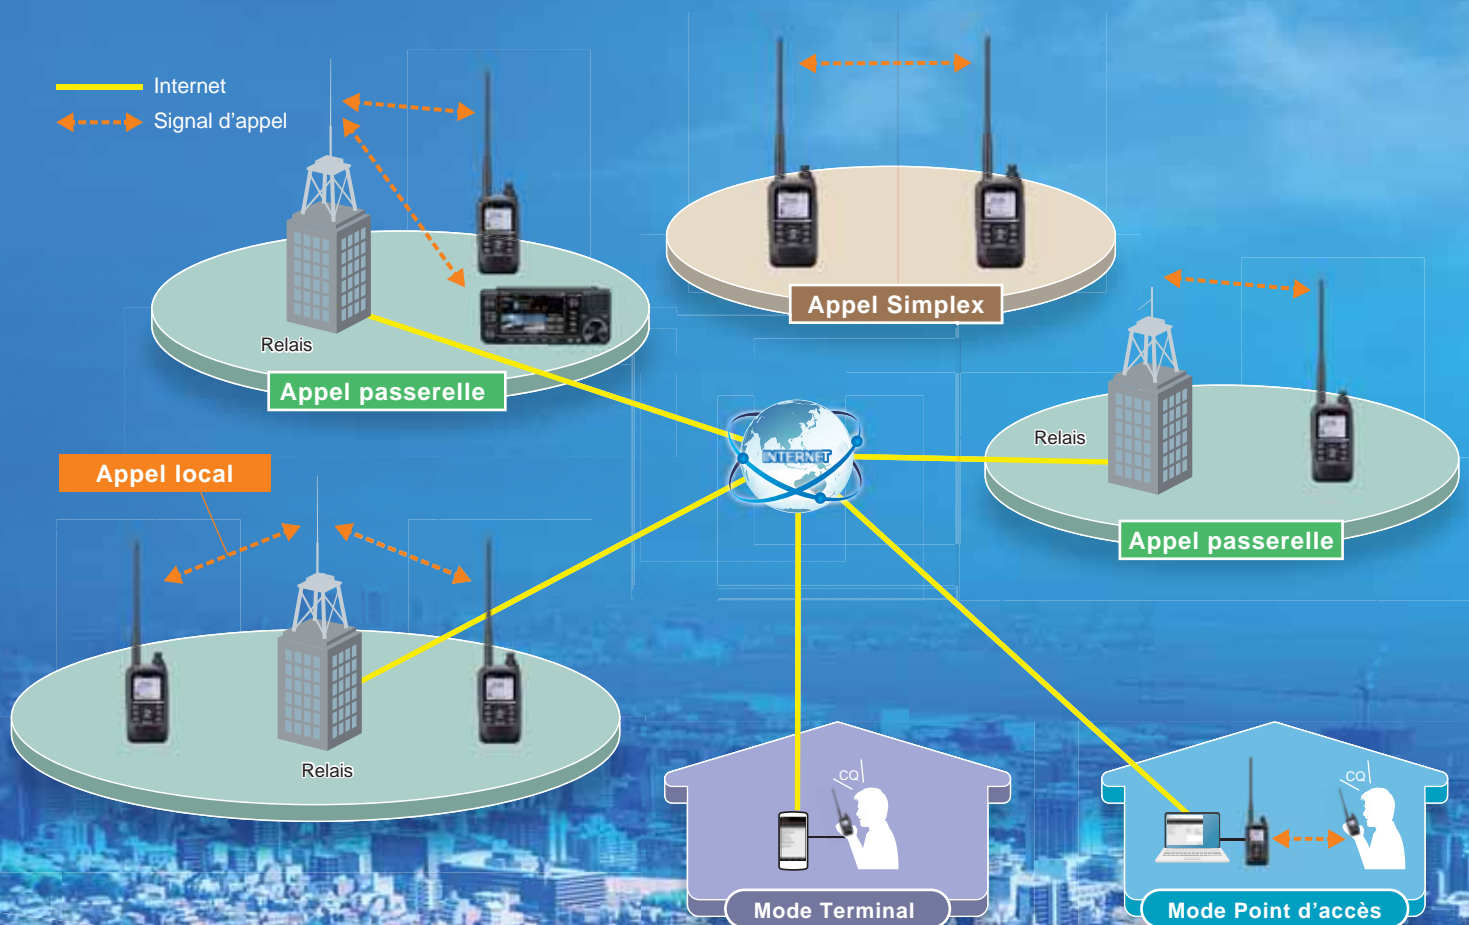 Internet
Signal d'appel
Relais
Appel passerelle
Appel Simplex
Relais
Appel passerelle
INTERNET
Appel local
Relais
CQ
Mode Terminal
CQ
Mode Point d'accès